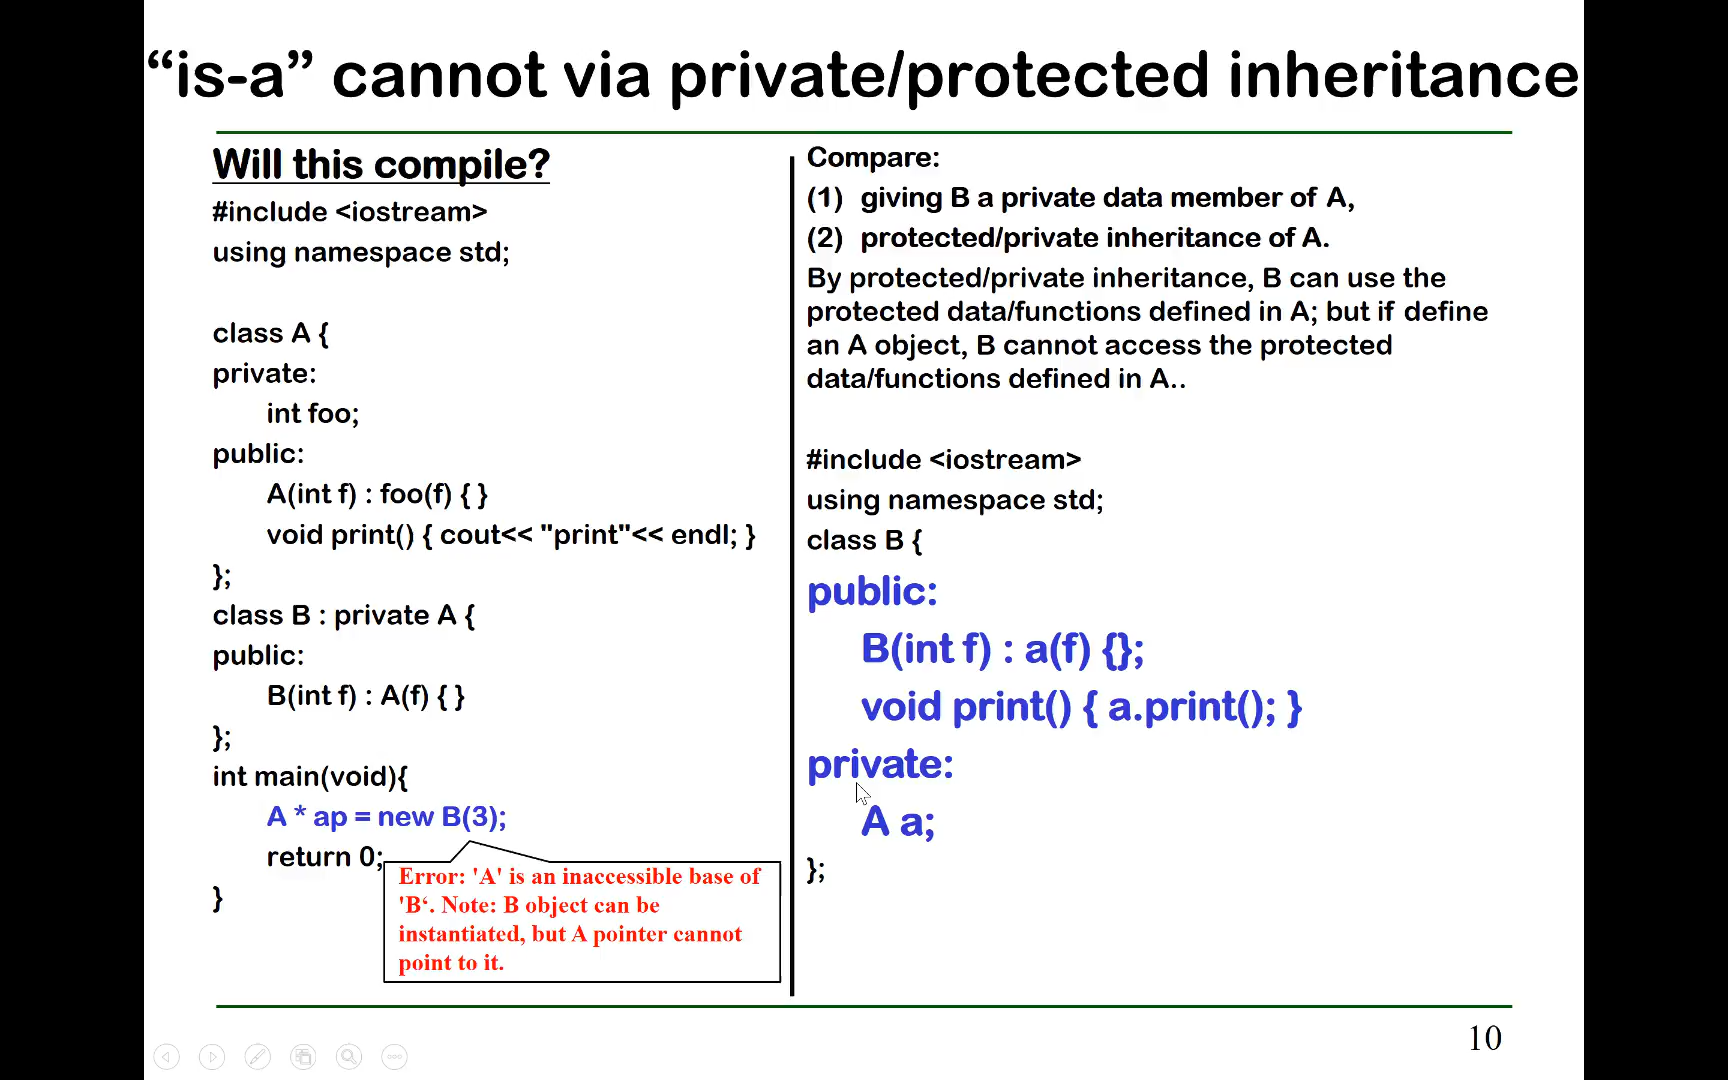 “is-a” cannot via private/protected inheritance
Will this compile?
#include <iostream>
using namespace std;
class A {
private:
int foo;
public:
A(int f) : foo(f) { }
void print() { cout<< "print"<< endl; }
};
class B : private A {
public:
B(int f) : A(f) { }
};
int main(void){
A * ap = new B(3);
return 0;
}
Error: 'A' is an inaccessible base of
'B‘. Note: B object can be
instantiated, but A pointer cannot
point to it.
Compare:
(1) giving B a private data member of A,
(2) protected/private inheritance of A.
By protected/private inheritance, B can use the
protected data/functions defined in A; but if define
an A object, B cannot access the protected
data/functions defined in A..
#include <iostream>
using namespace std;
class B {
public:
B(int f) : a(f) {};
void print() { a.print(); }
private:
A a;
};
10